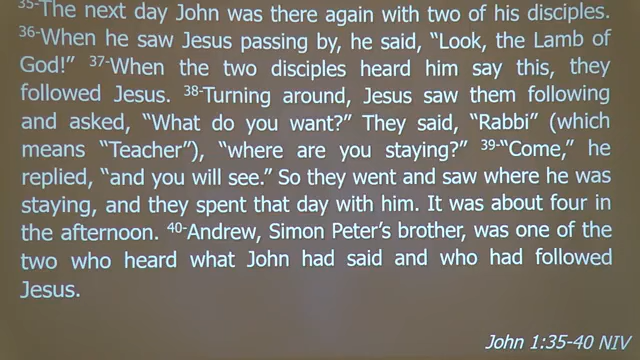 35-The next day John was there again with two of his disciples.
36-When he saw Jesus passing by, he said, “Look, the Lamb of
God!” 37-When the two disciples heard him say this, they
followed Jesus. 38-Turning around, Jesus saw them following
and asked, “What do you want?” They said, “Rabbi” (which
means “Teacher”), “where are you staying?” 39-“Come,” he
replied, “and you will see.” So they went and saw where he was
staying, and they spent that day with him. It was about four in
the afternoon. 40-Andrew, Simon Peter’s brother, was one of the
two who heard what John had said and who had followed
Jesus.
John 1:35-40 NIV